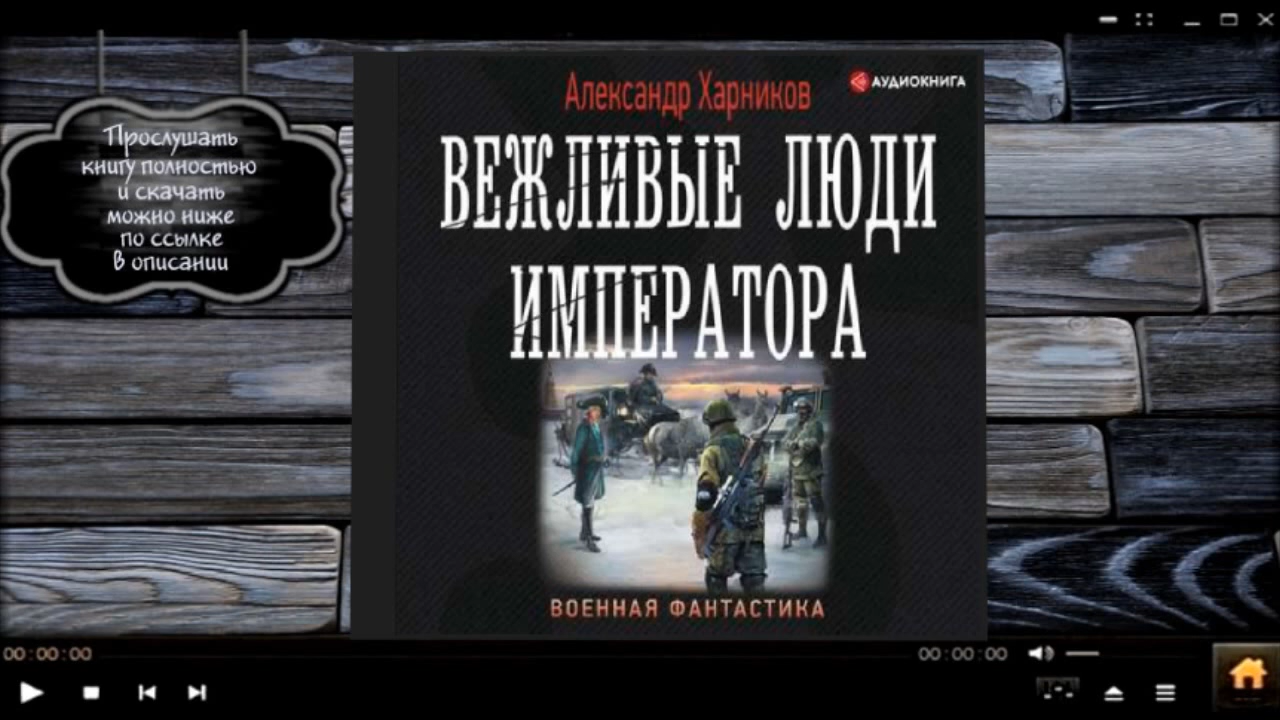 Прослушать
книгу полностью
и скачать
можно ниже
по ссылке
в описании
Александр Харников
АУДИОКНИГА
ВЕЖЛИВЫЕ ЛЮДИ
ИМПЕРАТОРА
ВОЕННАЯ ФАНТАСТИКА
00:00:00
00:00:00